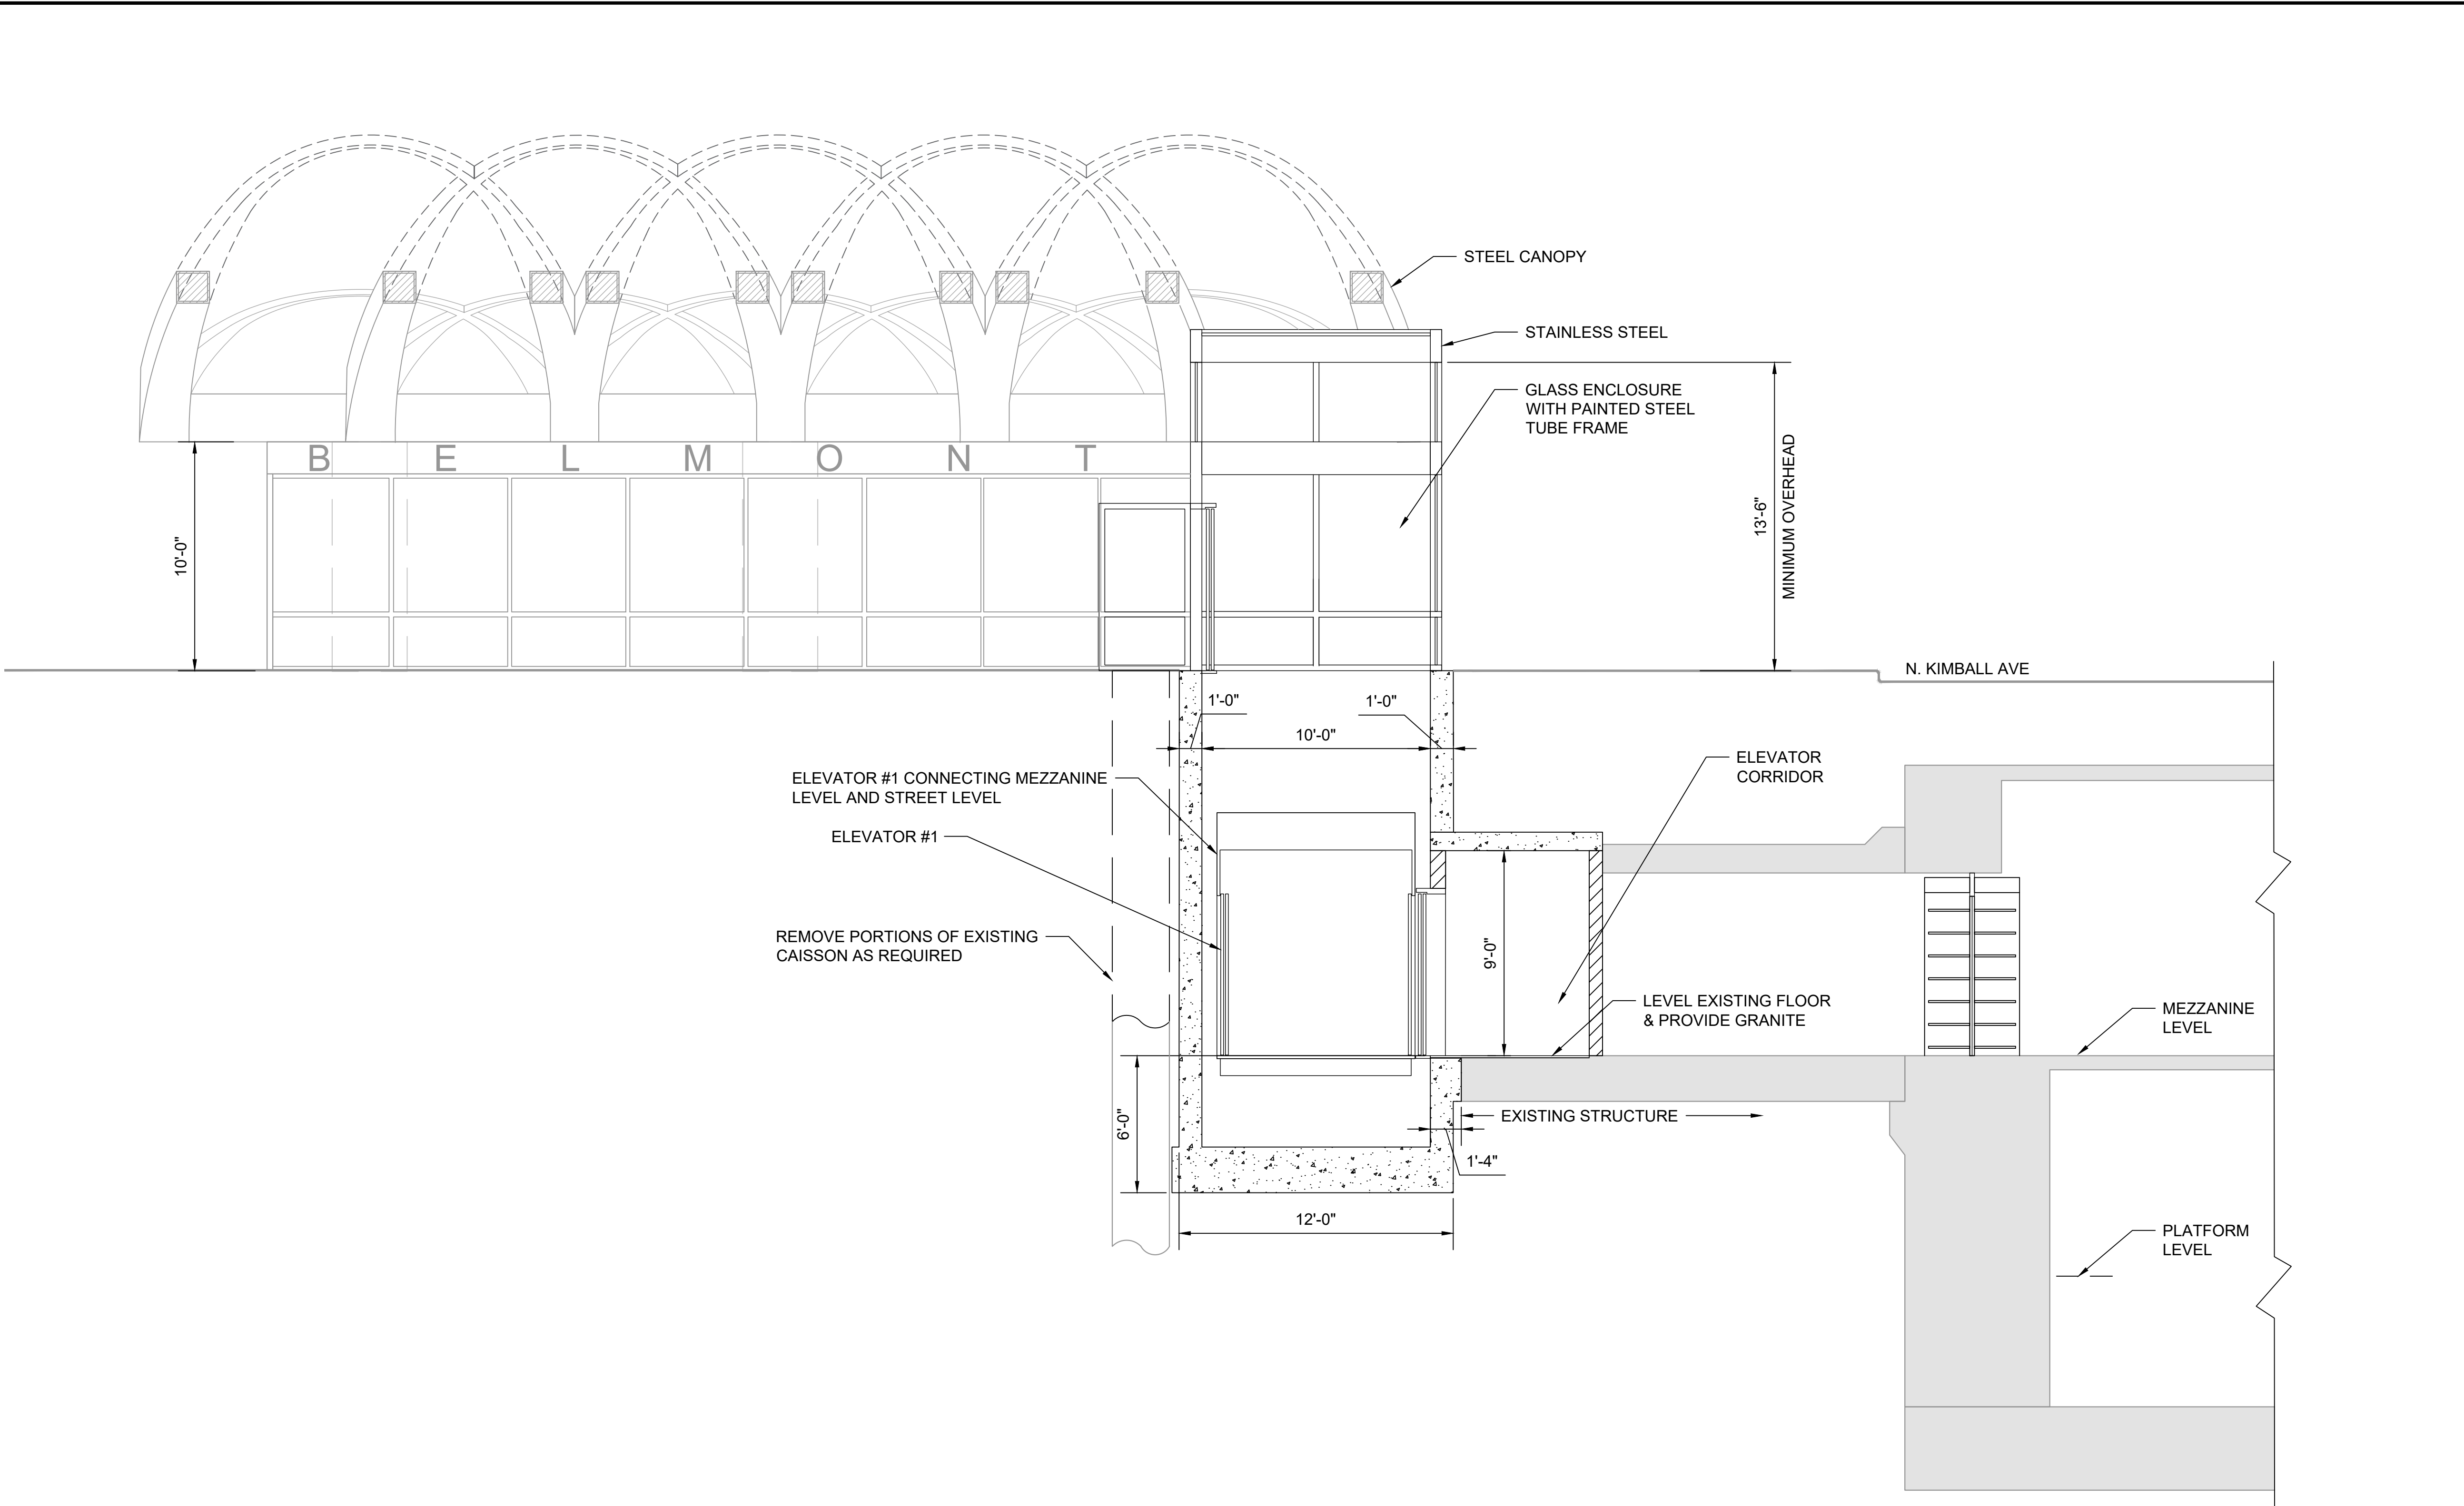 STEEL CANOPY
STAINLESS STEEL
GLASS ENCLOSURE
WITH PAINTED STEEL
TUBE FRAME
BELMONT
10'-0"
13'-6"
MINIMUM OVERHEAD
N. KIMBALL AVE
1'-0"
1'-0"
10'-0"
ELEVATOR
CORRIDOR
ELEVATOR #1 CONNECTING MEZZANINE
LEVEL AND STREET LEVEL
ELEVATOR #1
REMOVE PORTIONS OF EXISTING
CAISSON AS REQUIRED
9'-0"
LEVEL EXISTING FLOOR
& PROVIDE GRANITE
MEZZANINE
LEVEL
6'-0"
EXISTING STRUCTURE
1'-4"
12'-0"
PLATFORM
LEVEL